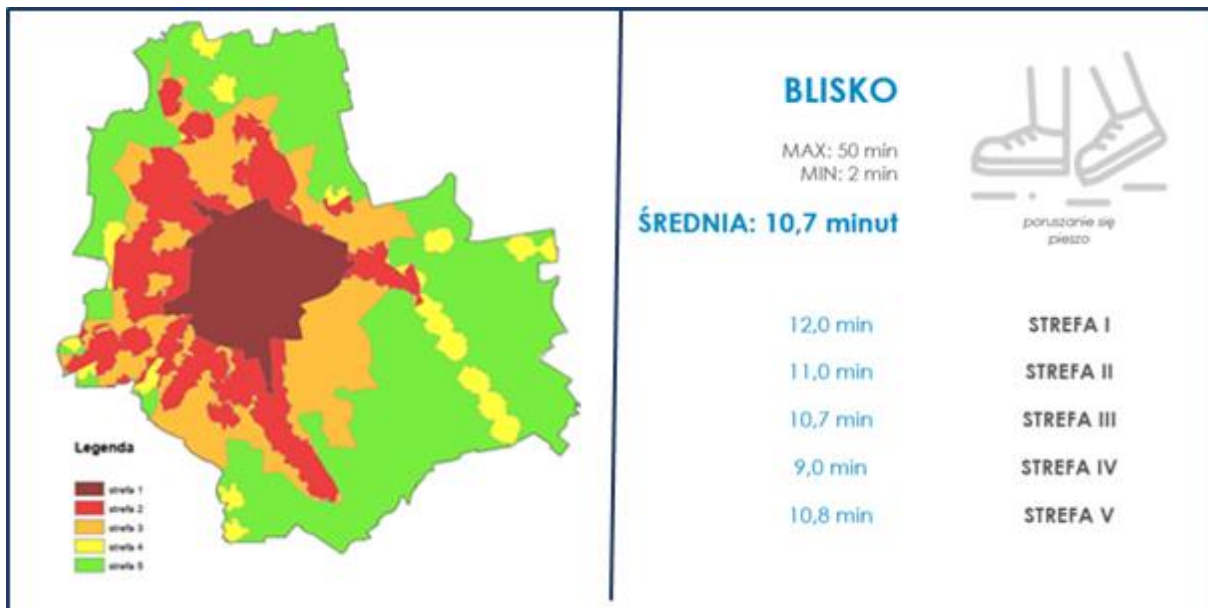 Legenda
strefa 1
strefa 2
strefa 3
strefa 4
strefa 5
BLISKO
MAX: 50 min
MIN: 2 min
ŚREDNIA: 10,7 minut
poruszanie się
pieszo
12,0 min STREFA I
11,0 min STREFA II
10,7 min STREFA III
9,0 min STREFA IV
10,8 min STREFA V